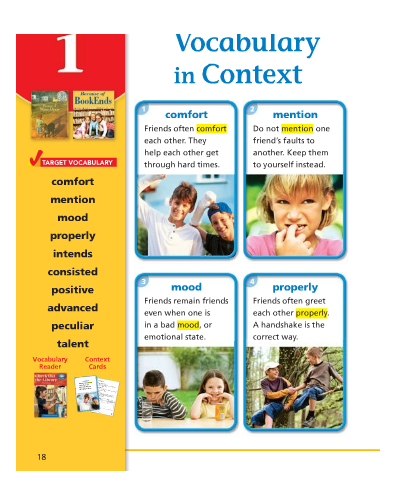 1
Vocabulary
in Context
Because of
BookEnds
TARGET VOCABULARY
comfort
mention
mood
properly
intends
consisted
positive
advanced
peculiar
talent
Vocabulary
Reader
Context
Cards
18
1
comfort
Friends often comfort
each other. They
help each other get
through hard times.
2
mention
Do not mention one
friend's faults to
another. Keep them
to yourself instead.
3
mood
Friends remain friends
even when one is
in a bad mood, or
emotional state.
4
properly
Friends often greet
each other properly.
A handshake is the
correct way.